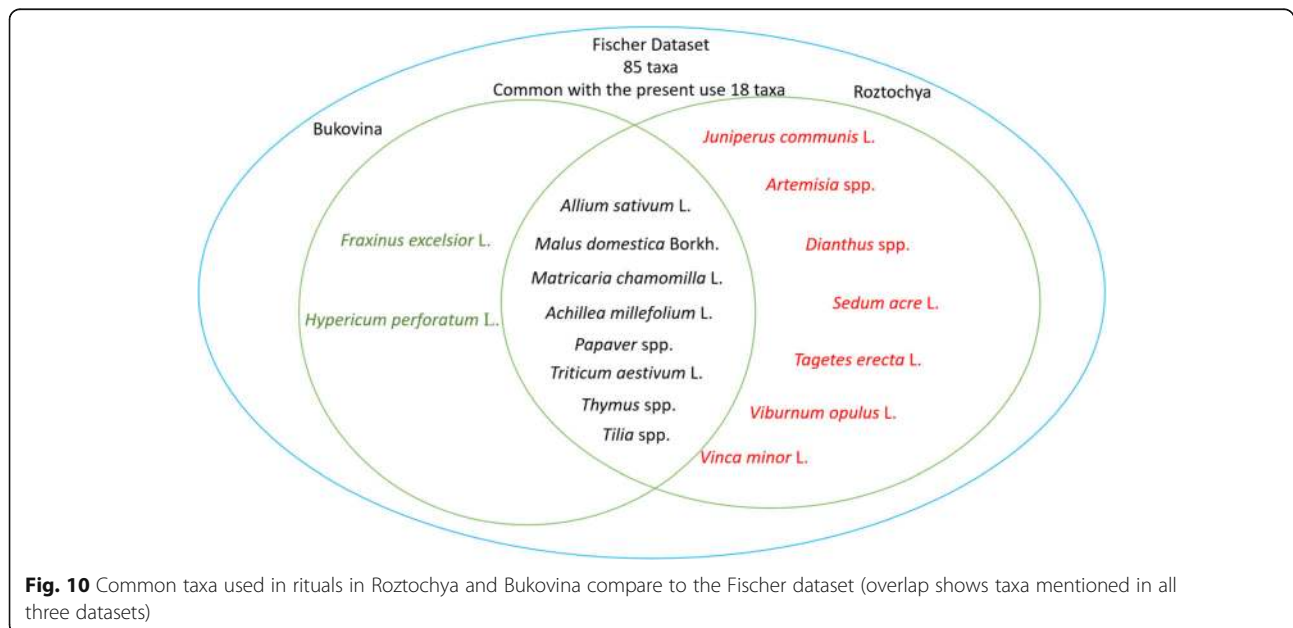 Fischer Dataset
85 taxa
Common with the present use 18 taxa
Bukovina
Roztochya
Fraxinus excelsior L.
Hypericum perforatum L.
Allium sativum L.
Malus domestica Borkh.
Matricaria chamomilla L.
Achillea millefolium L.
Papaver spp.
Triticum aestivum L.
Thymus spp.
Tilia spp.
Juniperus communis L.
Artemisia spp.
Dianthus spp.
Sedum acre L.
Tagetes erecta L.
Viburnum opulus L.
Vinca minor L.
Fig. 10 Common taxa used in rituals in Roztochya and Bukovina compare to the Fischer dataset (overlap shows taxa mentioned in all
three datasets)